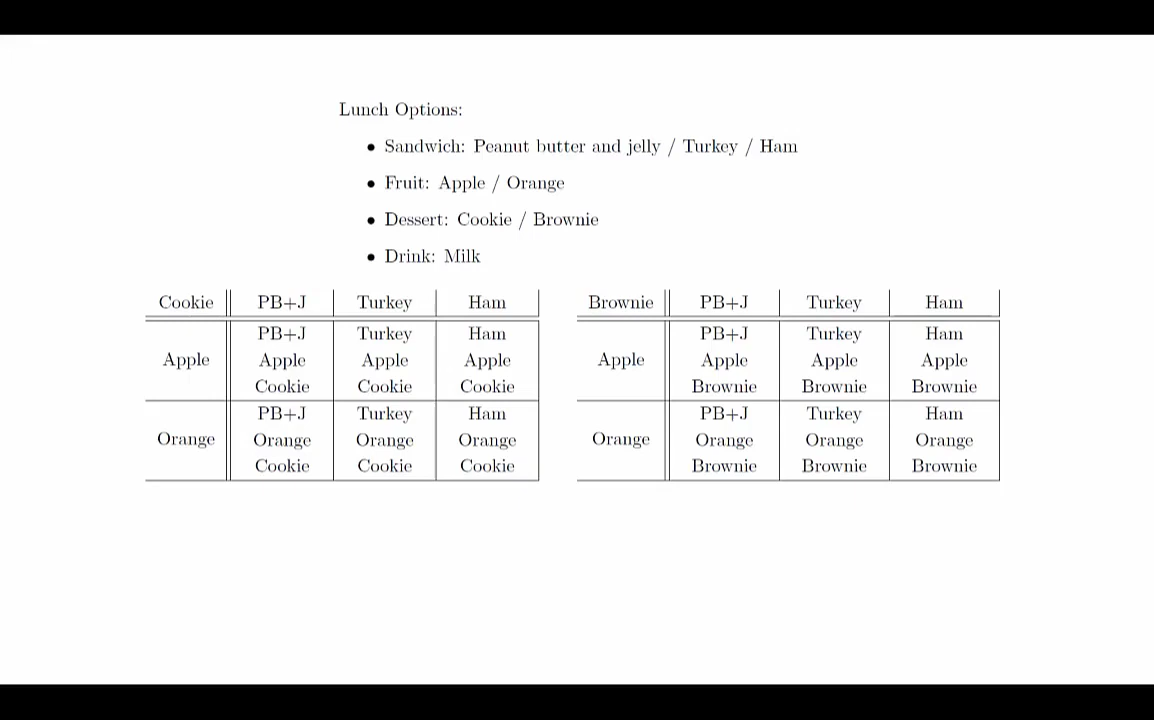 Lunch Options:
• Sandwich: Peanut butter and jelly / Turkey / Ham
• Fruit: Apple / Orange
• Dessert: Cookie / Brownie
• Drink: Milk
Cookie PB+J Turkey Ham
PB+J Turkey Ham
Apple Apple Apple Apple
Cookie Cookie Cookie
PB+J Turkey Ham
Orange Orange Orange Orange
Cookie Cookie Cookie
Brownie PB+J Turkey Ham
PB+J Turkey Ham
Apple Apple Apple Apple
Brownie Brownie Brownie
PB+J Turkey Ham
Orange Orange Orange Orange
Brownie Brownie Brownie